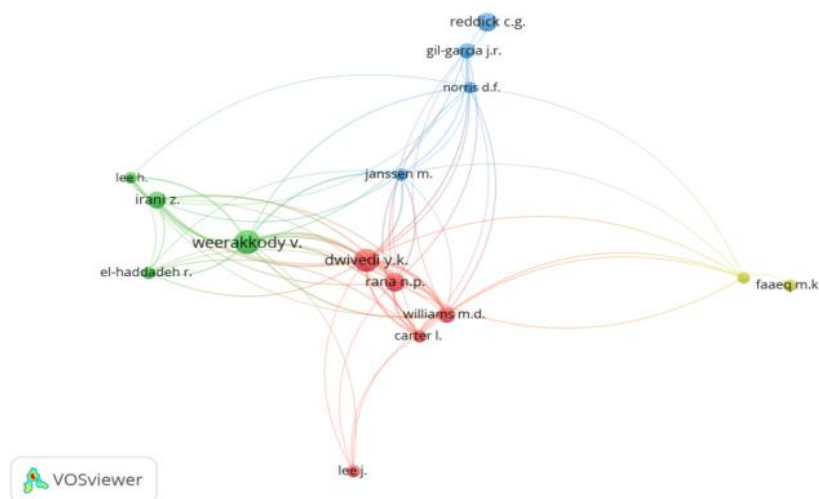 reddick c.g.
gil-garcia j.r.
norris d.f.
janssen m.
lee h.
irani z.
weerakkody v.
el-haddadeh r.
dwivedi y.k.
rana n.p.
faaeq m.k
williams m.d.
carter l.
lee j.
VOSviewer